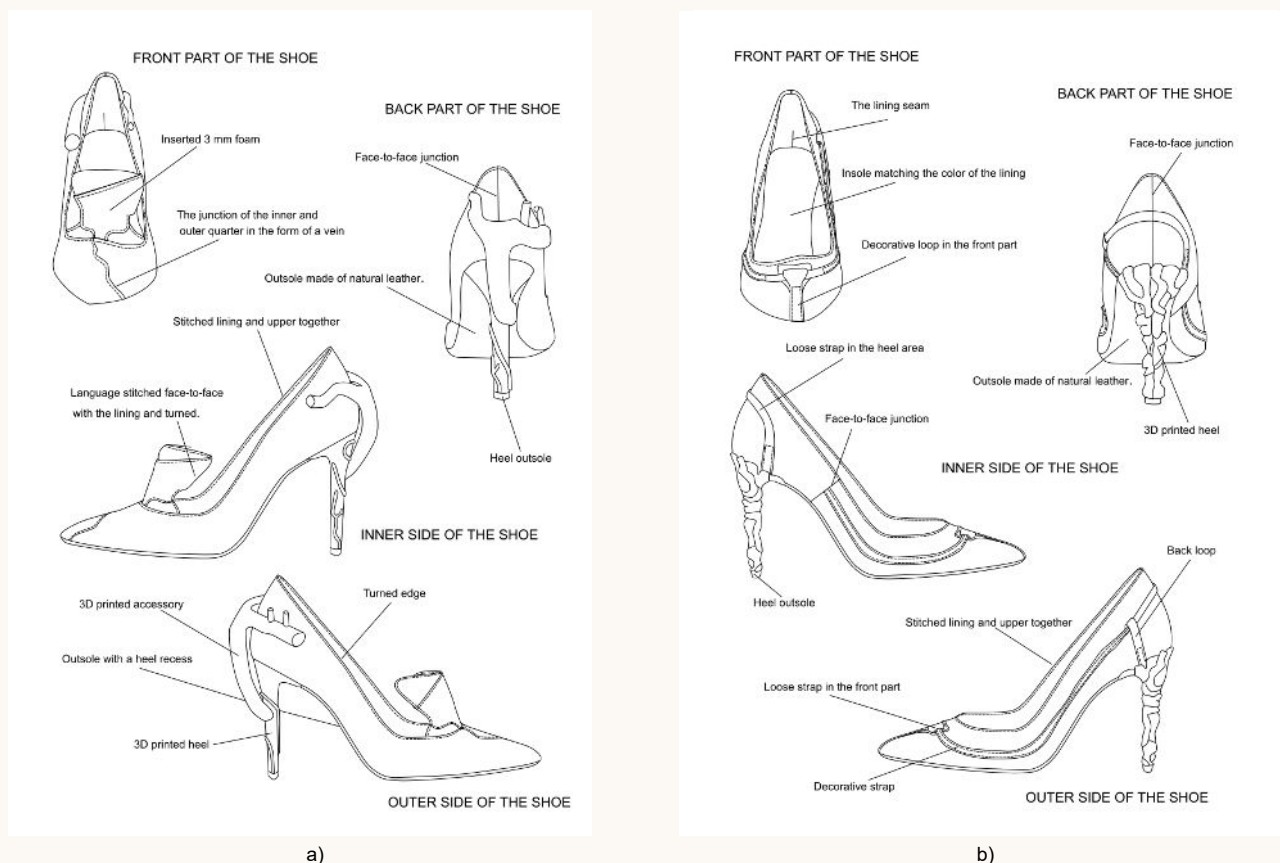 FRONT PART OF THE SHOE
BACK PART OF THE SHOE
Inserted 3 mm foam
Face-to-face junction
The junction of the inner and
outer quarter in the form of a vein
Outsole made of natural leather.
Stitched lining and upper together
Language stitched face-to-face
with the lining and turned.
Heel outsole
INNER SIDE OF THE SHOE
3D printed accessory
Turned edge
Outsole with a heel recess
3D printed heel
OUTER SIDE OF THE SHOE
a)
FRONT PART OF THE SHOE
BACK PART OF THE SHOE
The lining seam
Face-to-face junction
Insole matching the color of the lining
Decorative loop in the front part
Loose strap in the heel area
Outsole made of natural leather.
Face-to-face junction
3D printed heel
INNER SIDE OF THE SHOE
Back loop
Heel outsole
Stitched lining and upper together
Loose strap in the front part
Decorative strap
OUTER SIDE OF THE SHOE
b)